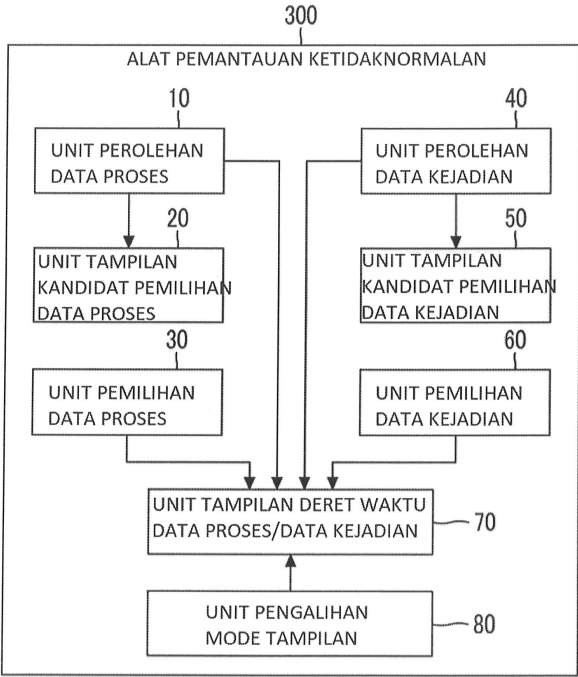 300
ALAT PEMANTAUAN KETIDAKNORMALAN
10
UNIT PEROLEHAN
DATA PROSES
40
UNIT PEROLEHAN
DATA KEJADIAN
20
UNIT TAMPILAN
KANDIDAT PEMILIHAN
DATA PROSES
50
UNIT TAMPILAN
KANDIDAT PEMILIHAN
DATA KEJADIAN
30
UNIT PEMILIHAN
DATA PROSES
60
UNIT PEMILIHAN
DATA KEJADIAN
UNIT TAMPILAN DERET WAKTU
DATA PROSES/DATA KEJADIAN
70
UNIT PENGALIHAN
MODE TAMPILAN
80